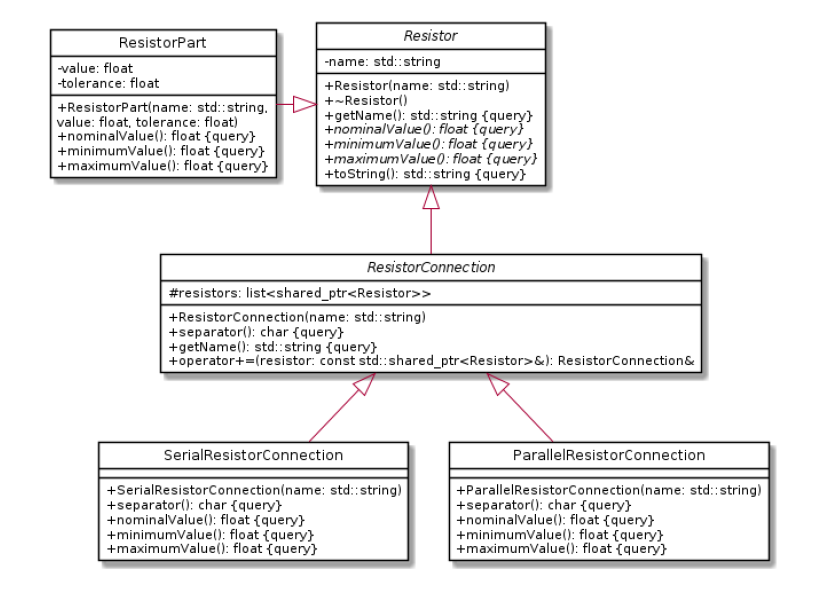 ResistorPart
-value: float
-tolerance: float
+ResistorPart(name: std::string,
value: float, tolerance: float)
+nominalValue(): float {query}
+minimumValue(): float {query}
+maximumValue(): float {query}
Resistor
-name: std::string
+Resistor(name: std::string)
+~Resistor()
+getName(): std::string {query}
+nominalValue(): float {query}
+minimumValue(): float {query}
+maximumValue(): float {query}
+toString(): std::string {query}
ResistorConnection
#resistors: list<shared_ptr<Resistor>>
+ResistorConnection(name: std::string)
+separator(): char {query}
+getName(): std::string {query}
+operator+=(resistor: const std::shared_ptr<Resistor>&): ResistorConnection&
SerialResistorConnection
+SerialResistorConnection(name: std::string)
+separator(): char {query}
+nominalValue(): float {query}
+minimumValue(): float {query}
+maximumValue(): float {query}
ParallelResistorConnection
+ParallelResistorConnection(name: std::string)
+separator(): char {query}
+nominalValue(): float {query}
+minimumValue(): float {query}
+maximumValue(): float {query}